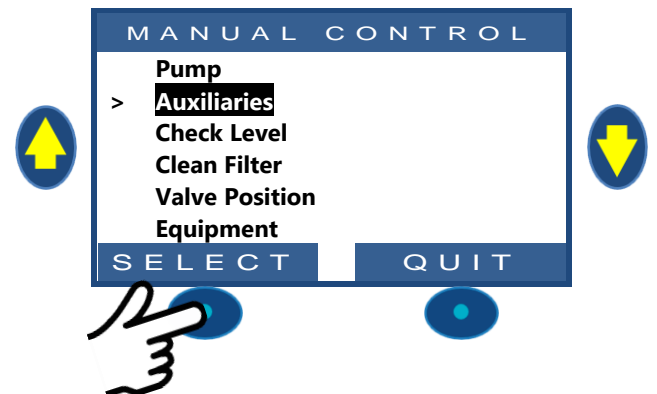 MANUAL CONTROL
Pump
> Auxiliaries
Check Level
Clean Filter
Valve Position
Equipment
SELECT QUIT